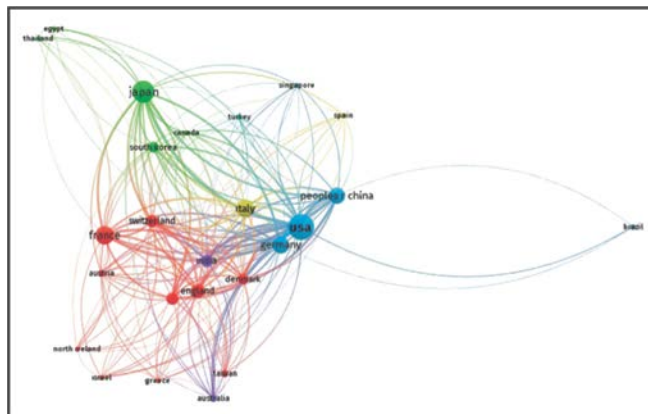 egypt
thailand
japan
singapore
turkey
spain
canada
south korea
peoples r china
italy
switzerland
usa
brazil
france
germany
austria
denmark
england
north ireland
israel
greece
taiwan
australia